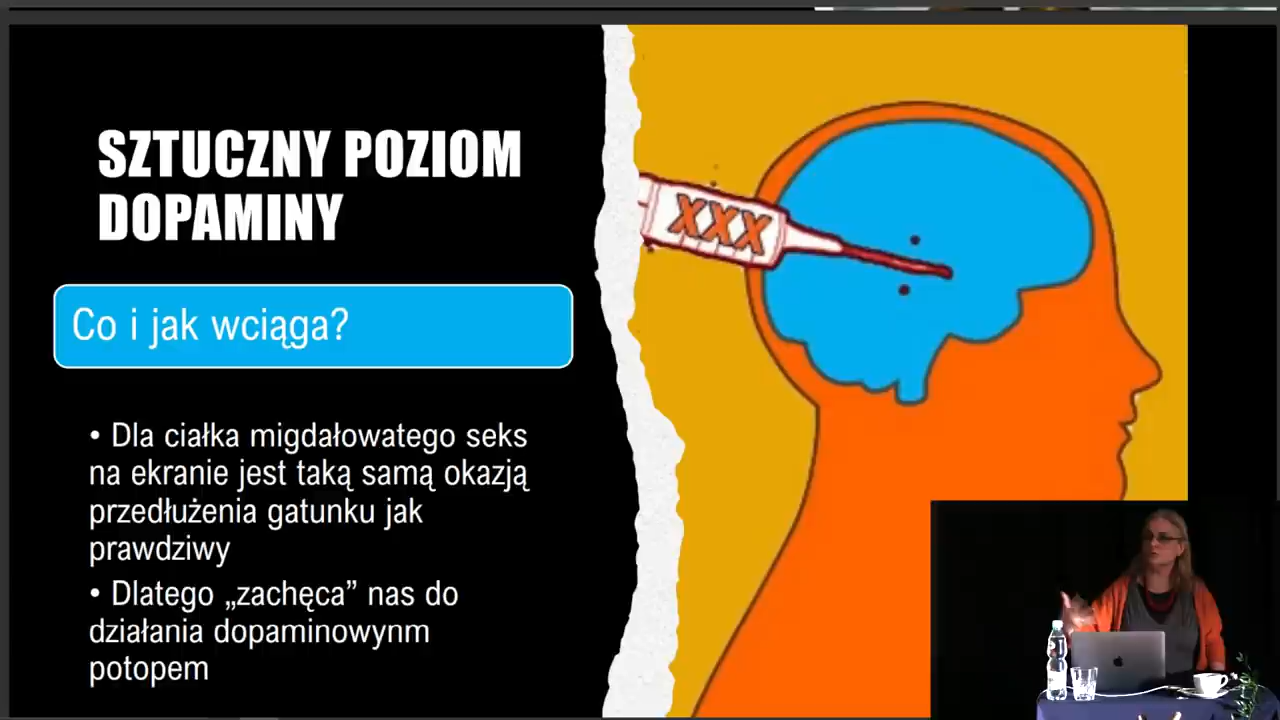 SZTUCZNY POZIOM
DOPAMINY
Co i jak wciąga?
• Dla ciałka migdałowatego seks
na ekranie jest taką samą okazją
przedłużenia gatunku jak
prawdziwy
• Dlatego „zachęca” nas do
działania dopaminowynm
potopem
XXX